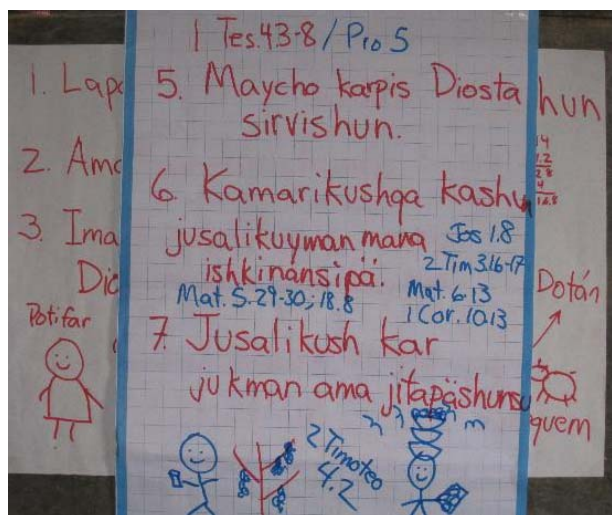 1 Tes. 4.3-8 / Pro 5
5. Maycho karpis Diosta
sirvishun.
6. Kamarikushqa kashun
jusalikuyman mana Jos 1.8
ishkinansipä. 2 Tim 3.16-17
Mat. 5.29-30; 18.8 Mat. 6.13
1 Cor. 10.13
7. Jusalikush kar
jukman ama jitapäshunsu
2 Timoteo
4.2
1. Lapa
2. Ama
3. Ima
Dio
Potifar
hun
Dotán
quem